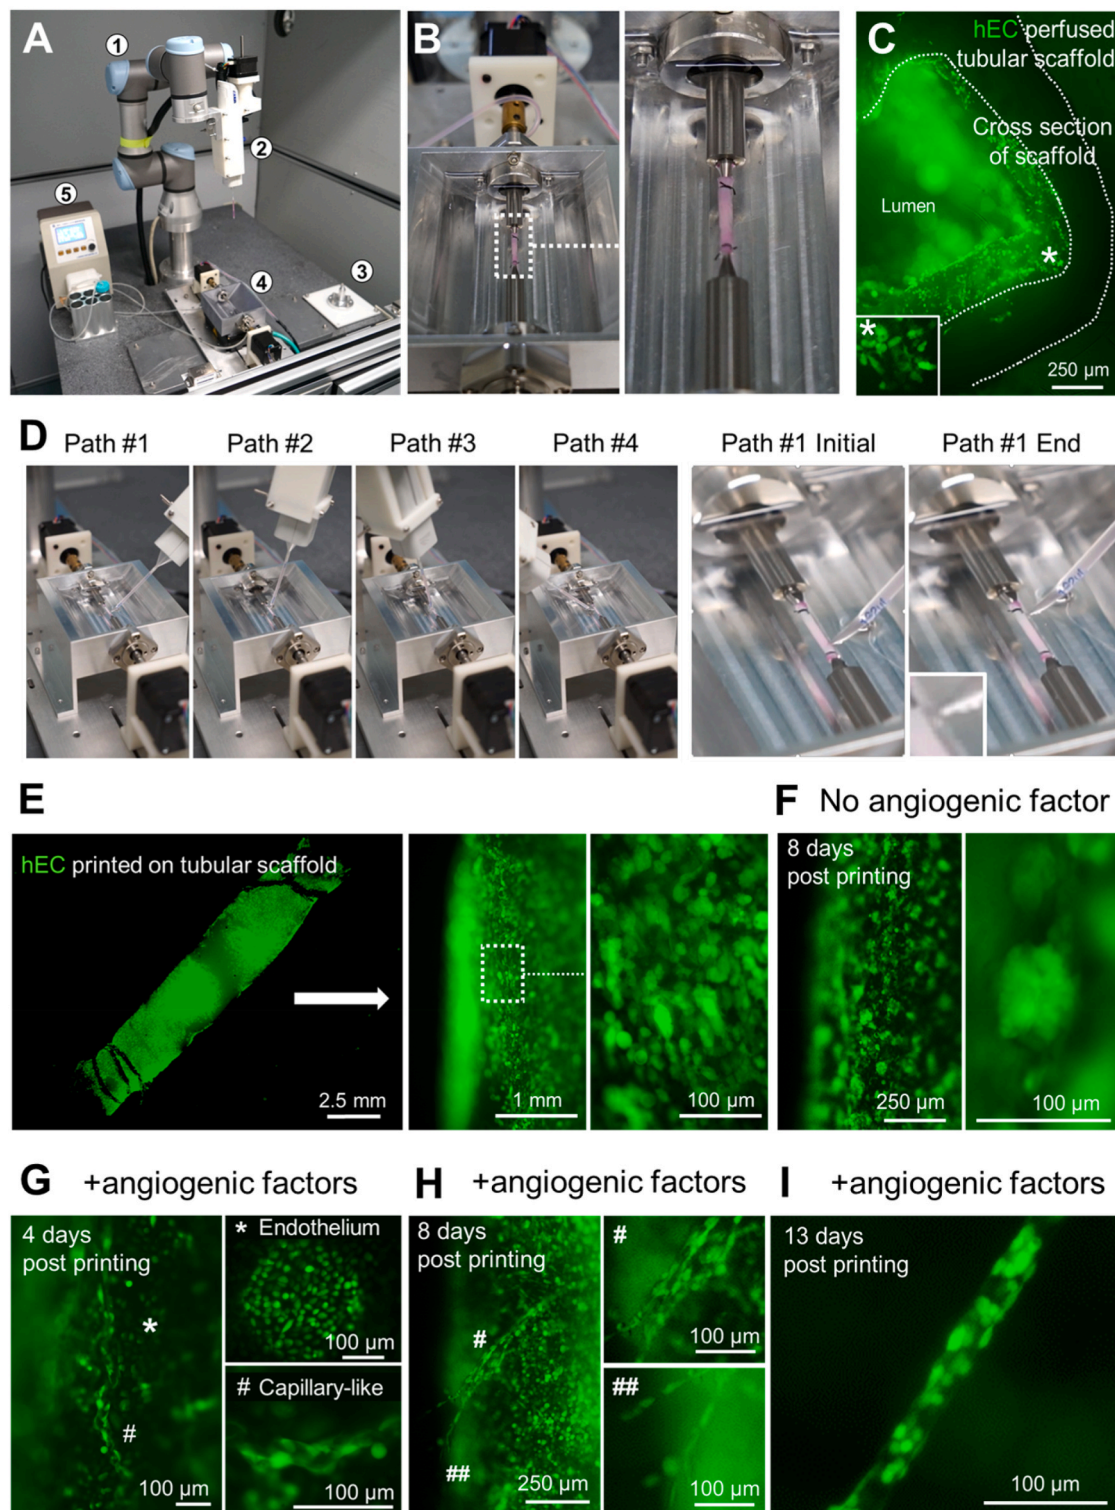 A
1
2
3
4
5
B
C
hEC perfused
tubular scaffold
Cross section
of scaffold
Lumen
*
*
250 µm
D
Path #1
Path #2
Path #3
Path #4
Path #1 Initial
Path #1 End
E
hEC printed on tubular scaffold
2.5 mm
1 mm
100 µm
F No angiogenic factor
8 days
post printing
250 µm
100 µm
G +angiogenic factors
4 days
post printing
*
#
100 µm
* Endothelium
100 µm
# Capillary-like
100 µm
H +angiogenic factors
8 days
post printing
#
##
250 µm
#
100 µm
##
100 µm
I +angiogenic factors
13 days
post printing
100 µm